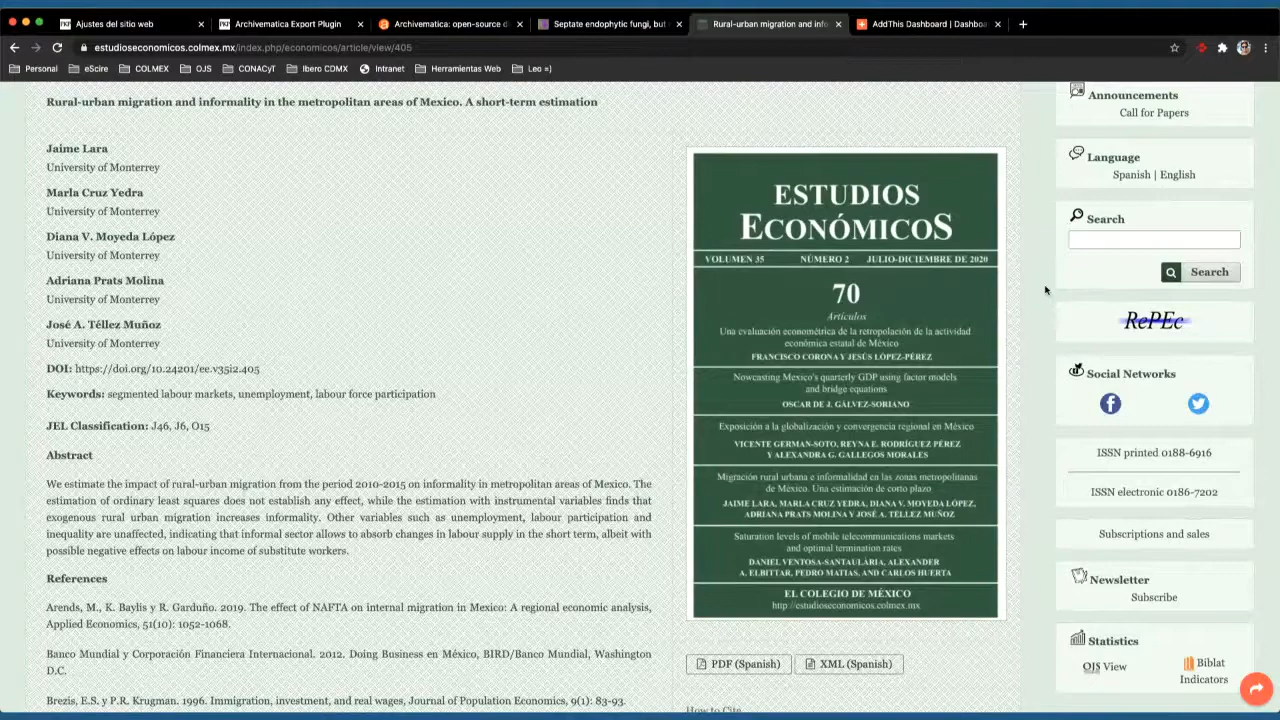 Ajustes del sitio web
Archivematica Export Plugin
Archivematica: open-source d
Septate endophytic fungi, but
Rural-urban migration and info
AddThis Dashboard | Dashboa
estudioseconomicos.colmex.mx/index.php/economicos/article/view/405
Personal
eScire
COLMEX
OJS
CONACyT
Ibero CDMX
Intranet
Herramientas Web
Leo =)
Rural-urban migration and informality in the metropolitan areas of Mexico. A short-term estimation
Jaime Lara
University of Monterrey
Marla Cruz Yedra
University of Monterrey
Diana V. Moyeda López
University of Monterrey
Adriana Prats Molina
University of Monterrey
José A. Téllez Muñoz
University of Monterrey
DOI: https://doi.org/10.24201/ee.v35i2.405
Keywords: segmented labour markets, unemployment, labour force participation
JEL Classification: J46, J6, O15
Abstract
We estimate the impact of rural-urban migration from the period 2010-2015 on informality in metropolitan areas of Mexico. The
estimation by OLS does not establish any effect, while the estimation with instrumental variables finds that
exogenous rural urban migration increases informality. Other variables such as unemployment, labour participation and
inequality are unaffected, indicating that informal sector allows to absorb changes in labour supply in the short term, albeit with
possible negative effects on labour income of substitute workers.
References
Arends, M., K. Baylis y R. Garduño. 2019. The effect of NAFTA on internal migration in Mexico: A regional economic analysis,
Applied Economics, 51(10): 1052-1068.
Banco Mundial y Corporación Financiera Internacional. 2012. Doing Business en México, BIRD/Banco Mundial, Washington
D.C.
Brezis, E.S. y P.R. Krugman. 1996. Immigration, investment, and real wages, Journal of Population Economics, 9(1): 83-93.
ESTUDIOS
ECONÓMICOS
VOLUMEN 35 NÚMERO 2 JULIO-DICIEMBRE DE 2020
70
Artículos
Una evaluación econométrica de la retropolación de la actividad
económica estatal de México
FRANCISCO CORONA Y JESÚS LÓPEZ-PÉREZ
Nowcasting Mexico's quarterly GDP using factor models
and bridge equations
OSCAR DE J. GÁLVEZ-SORIANO
Exposición a la globalización y convergencia regional en México
VICENTE GERMAN-SOTO, REYNA E. RODRÍGUEZ PÉREZ
Y ALEXANDRA G. GALLEGOS MORALES
Migración rural urbana e informalidad en las zonas metropolitanas
de México. Una estimación de corto plazo
JAIME LARA, MARLA CRUZ YEDRA, DIANA V. MOYEDA LÓPEZ,
ADRIANA PRATS MOLINA Y JOSÉ A. TÉLLEZ MUÑOZ
Saturation levels of mobile telecommunications markets
and optimal termination rates
DANIEL VENTOSA-SANTAULÀRIA, ALEXANDER
A. ELBITTAR, PEDRO MATIAS, AND CARLOS HUERTA
EL COLEGIO DE MÉXICO
http://estudioseconomicos.colmex.mx
PDF (Spanish)
XML (Spanish)
How to Cite
Announcements
Call for Papers
Language
Spanish | English
Search
Search
RePEc
Social Networks
ISSN printed 0188-6916
ISSN electronic 0186-7202
Subscriptions and sales
Newsletter
Subscribe
Statistics
OJS View
Biblat
Indicators